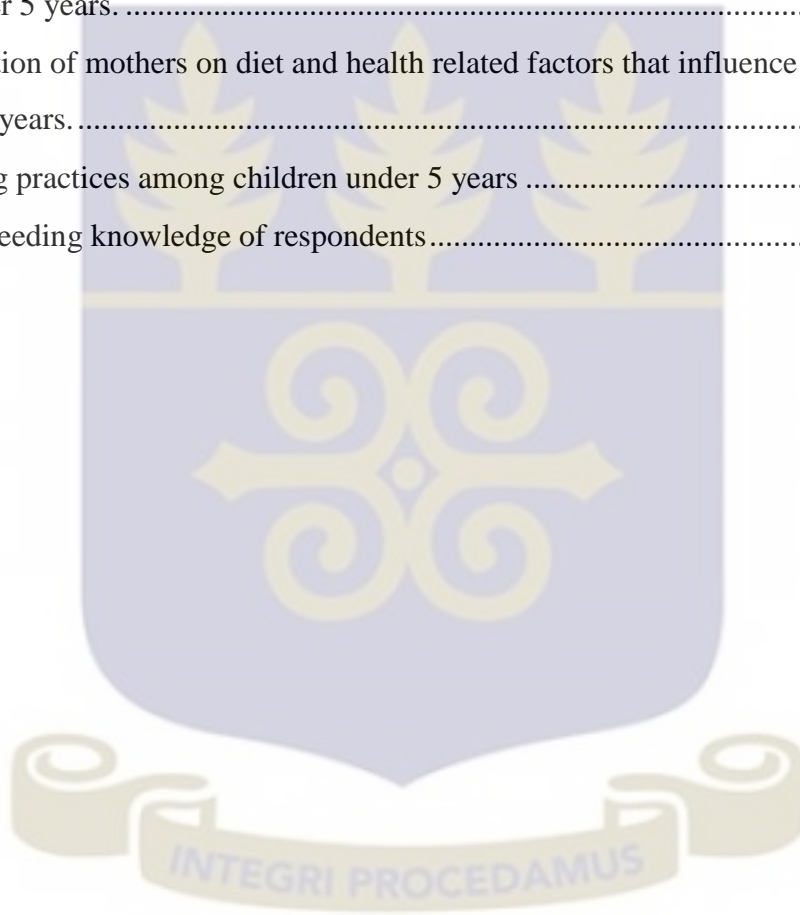 r 5 years. ........................................................................................
tion of mothers on diet and health related factors that influence
years. ..............................................................................................
g practices among children under 5 years ...................................
eeding knowledge of respondents ...............................................
INTEGRI PROCEDAMUS